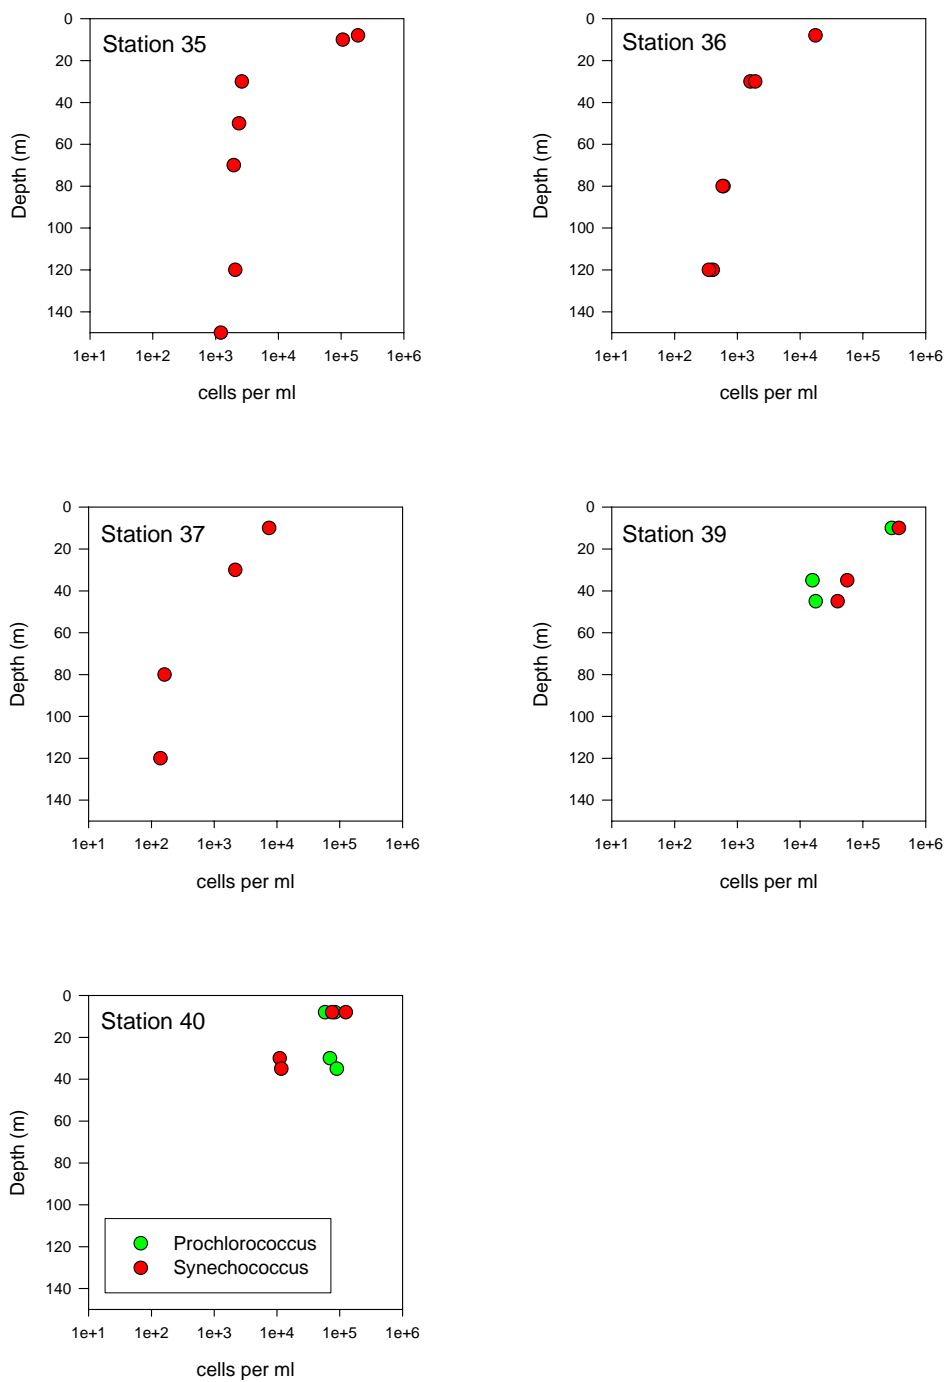 Station 35
0
20
40
60
80
100
120
140
Depth (m)
1e+1 1e+2 1e+3 1e+4 1e+5 1e+6
cells per ml
Station 36
0
20
40
60
80
100
120
140
Depth (m)
1e+1 1e+2 1e+3 1e+4 1e+5 1e+6
cells per ml
Station 37
0
20
40
60
80
100
120
140
Depth (m)
1e+1 1e+2 1e+3 1e+4 1e+5 1e+6
cells per ml
Station 39
0
20
40
60
80
100
120
140
Depth (m)
1e+1 1e+2 1e+3 1e+4 1e+5 1e+6
cells per ml
Station 40
0
20
40
60
80
100
120
140
Depth (m)
Prochlorococcus
Synechococcus
1e+1 1e+2 1e+3 1e+4 1e+5 1e+6
cells per ml